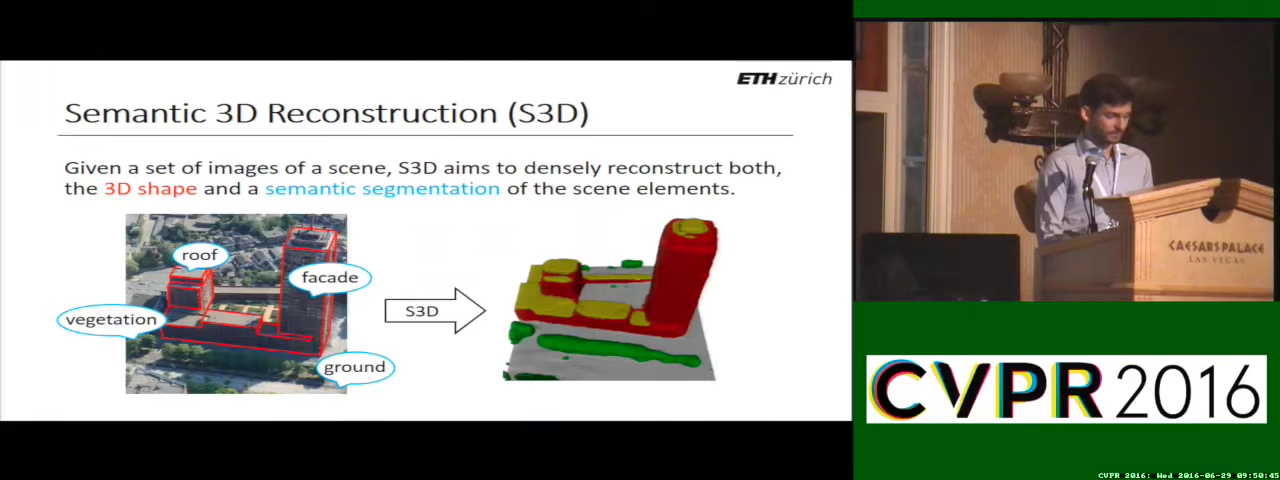 ETHzürich
Semantic 3D Reconstruction (S3D)
Given a set of images of a scene, S3D aims to densely reconstruct both,
the 3D shape and a semantic segmentation of the scene elements.
roof
facade
vegetation
ground
S3D
CAESARS PALACE
LAS VEGAS
CVPR 2016
CVPR 2016: Wed 2016-06-29 09:50:45